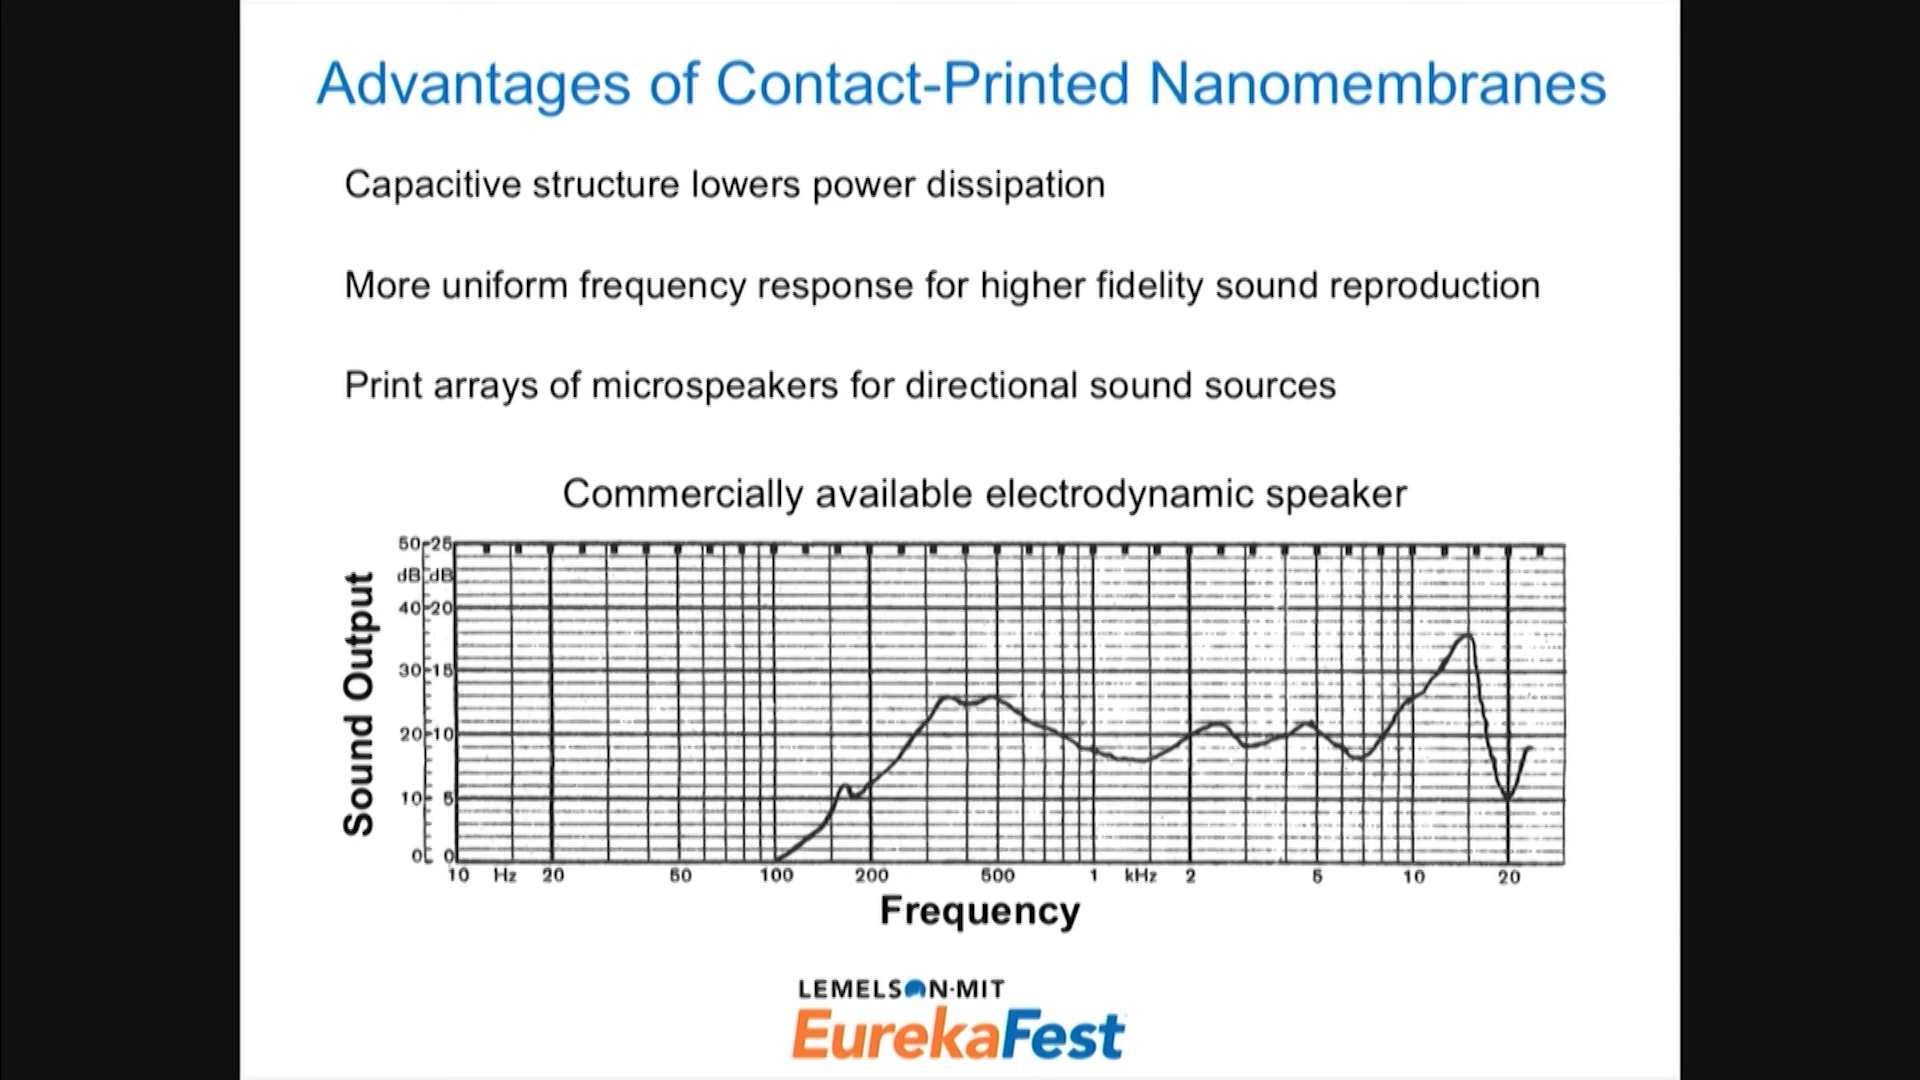 Advantages of Contact-Printed Nanomembranes
Capacitive structure lowers power dissipation
More uniform frequency response for higher fidelity sound reproduction
Print arrays of microspeakers for directional sound sources
Commercially available electrodynamic speaker
Sound Output
50 25
dB dB
40 20
30 15
20 10
10 5
0 0
10 Hz 20 50 100 200 500 1 kHz 2 5 10 20
Frequency
LEMELSON-MIT
EurekaFest